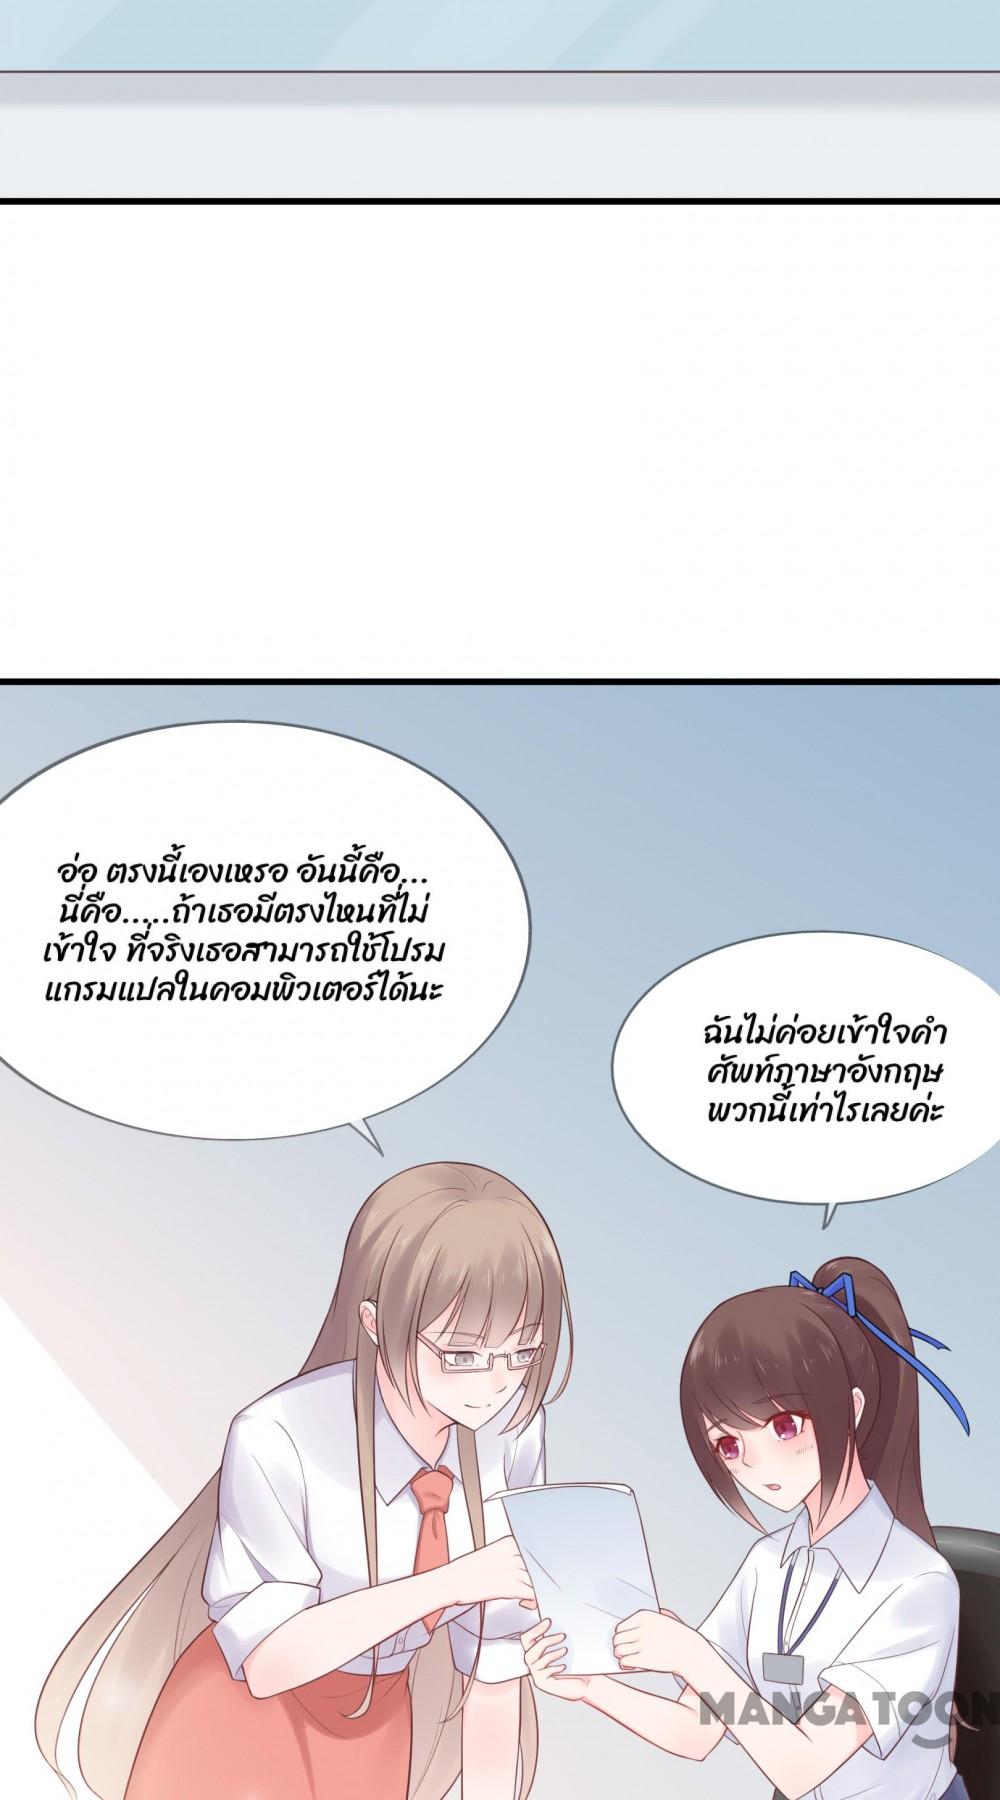 อ่อ ตรงนี้เองเหรอ อันนี้คือ...
นี่คือ.....ถ้าเธอมีตรงไหนที่ไม่
เข้าใจ ที่จริงเธอสามารถใช้โปรม
แกรมแปลในคอมพิวเตอร์ได้นะ
ฉันไม่ค่อยเข้าใจคำ
ศัพท์ภาษาอังกฤษ
พวกนี้เท่าไรเลยค่ะ
MANGATOON